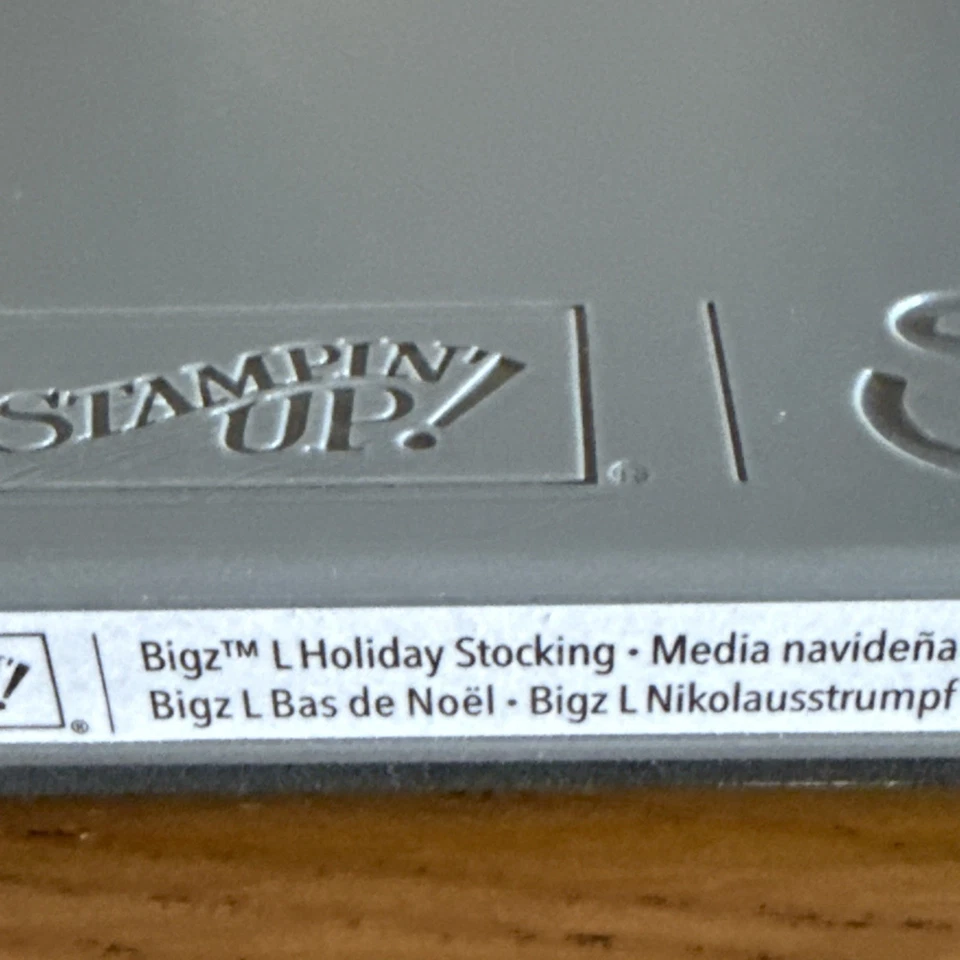 STAMPIN'
UP!
®
S
® Bigz™ L Holiday Stocking · Media navideña
Bigz L Bas de Noël · Bigz L Nikolausstrumpf